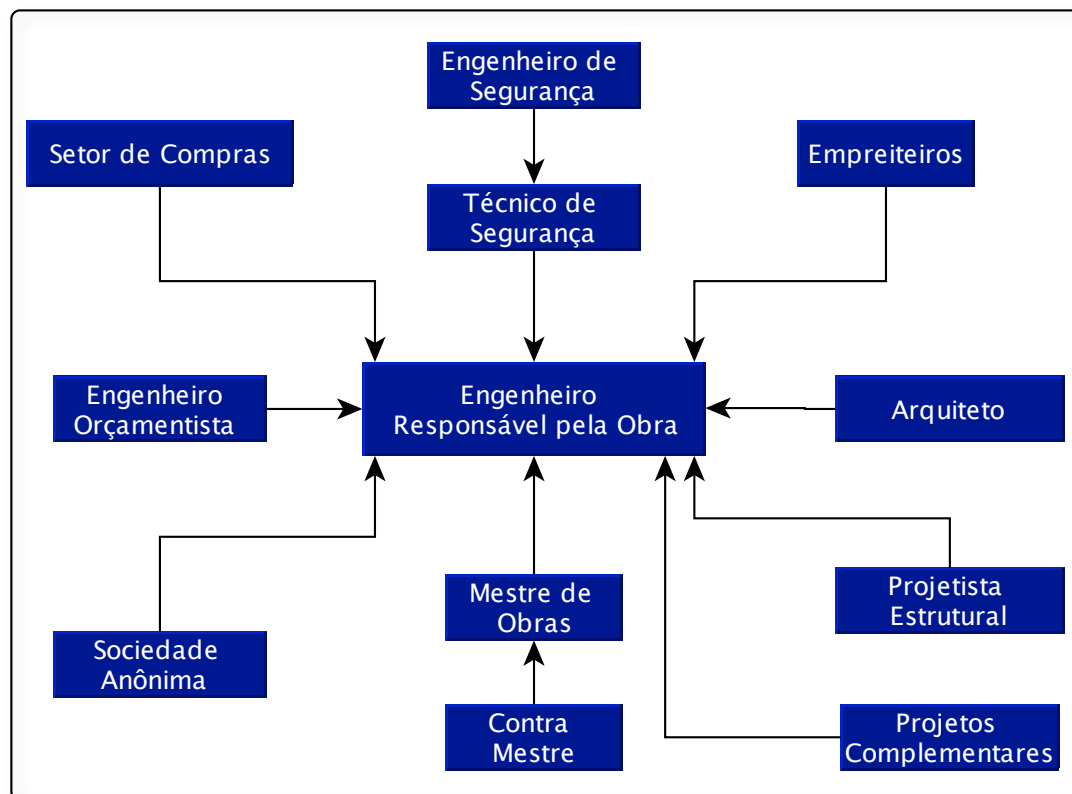 Engenheiro de
Segurança
Setor de Compras
Empreiteiros
Técnico de
Segurança
Engenheiro
Orçamentista
Engenheiro
Responsável pela Obra
Arquiteto
Mestre de
Obras
Projetista
Estrutural
Sociedade
Anônima
Contra
Mestre
Projetos
Complementares